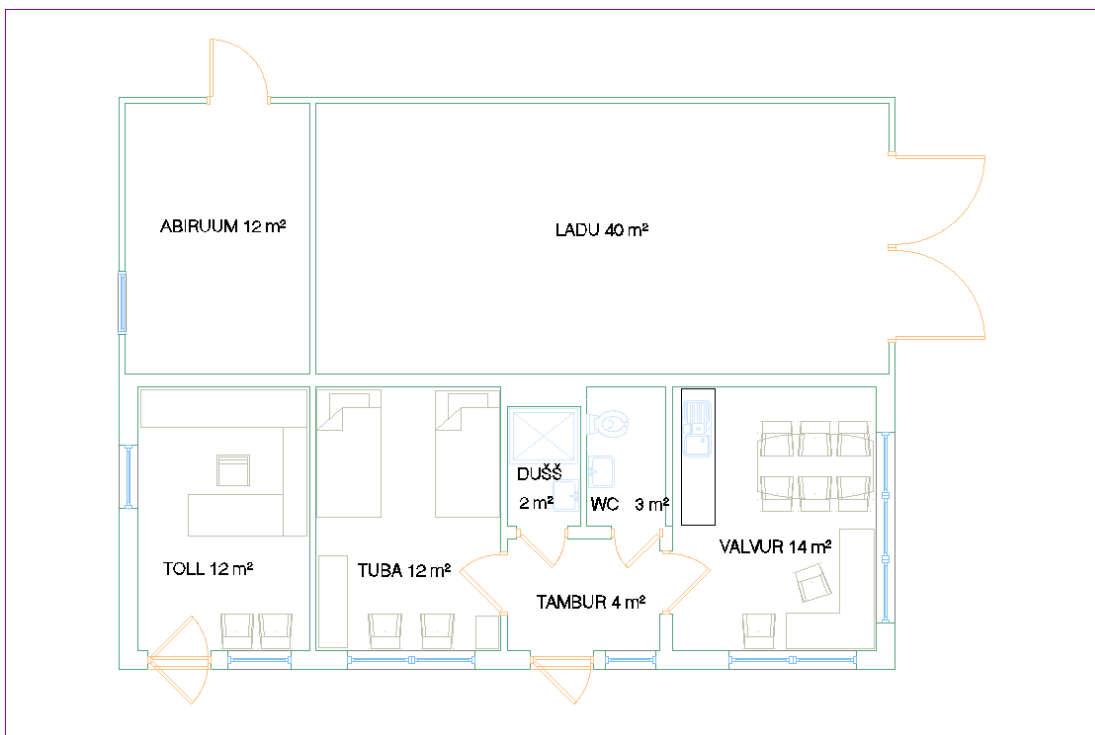 ABIRUUM 12 m²
LADU 40 m²
DUŠŠ
2 m²
WC 3 m²
VALVUR 14 m²
TOLL 12 m²
TUBA 12 m²
TAMBUR 4 m²